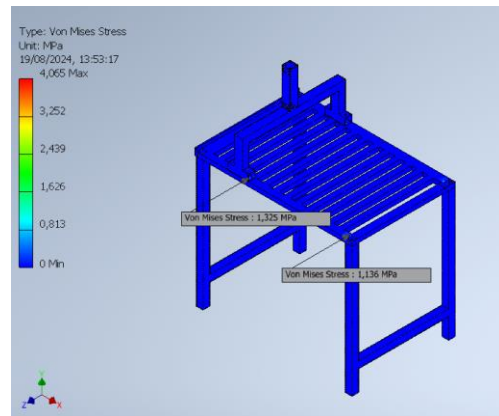 Type: Von Mises Stress
Unit: MPa
19/08/2024, 13:53:17
4,065 Max
3,252
2,439
1,626
0,813
0 Min
Von Mises Stress : 1,325 MPa
Von Mises Stress : 1,136 MPa
Y
Z
X